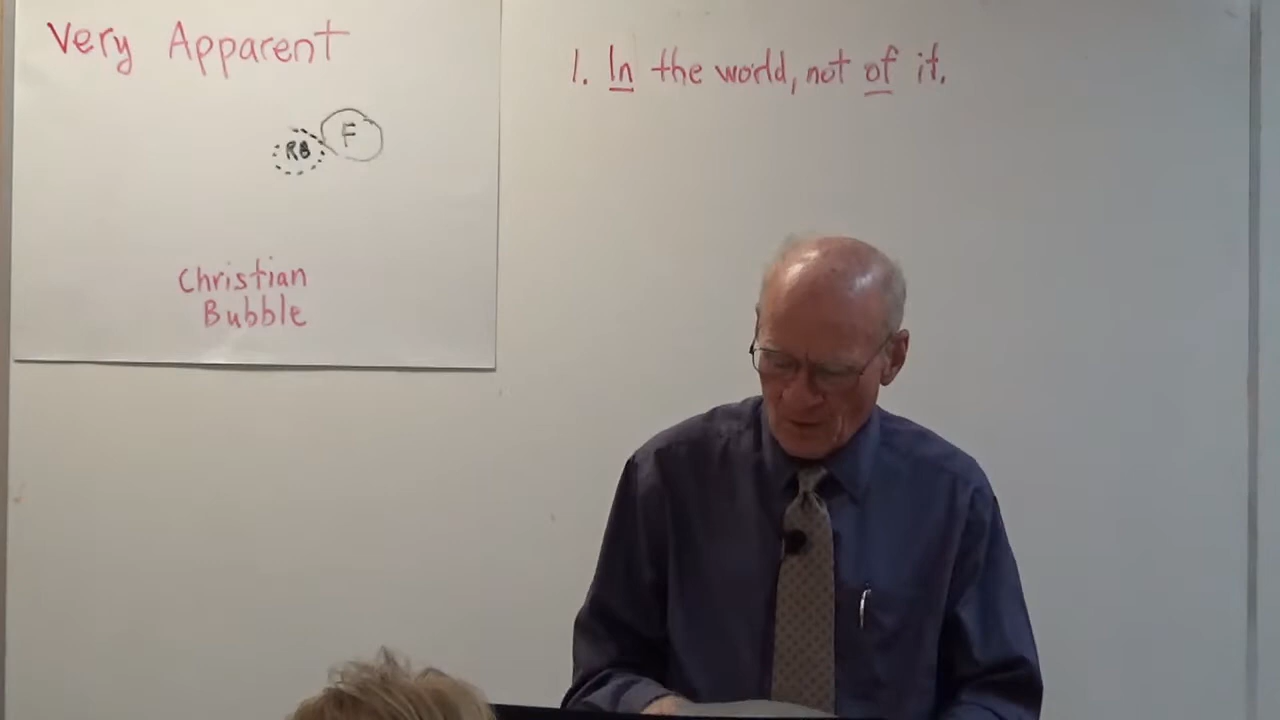 Very Apparent
RB
F
Christian
Bubble
1. In the world, not of it.